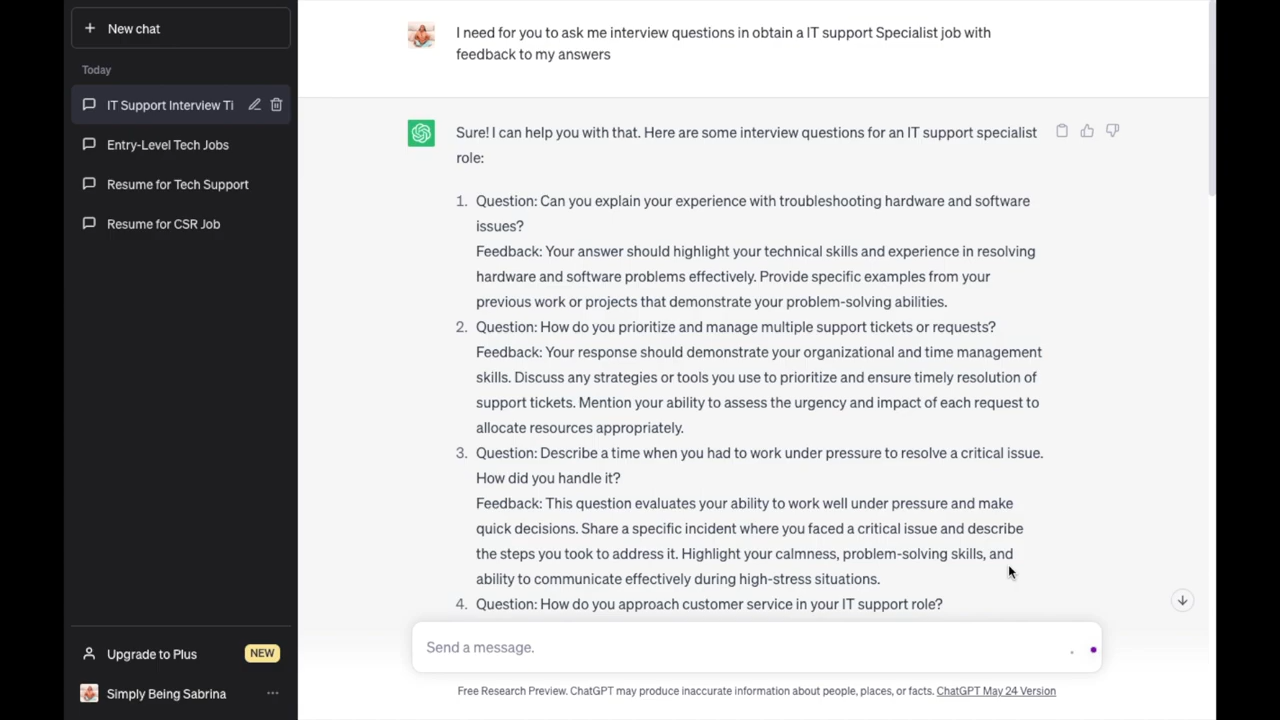 New chat
Today
IT Support Interview Ti
Entry-Level Tech Jobs
Resume for Tech Support
Resume for CSR Job
Upgrade to Plus NEW
Simply Being Sabrina
I need for you to ask me interview questions in obtain a IT support Specialist job with
feedback to my answers
Sure! I can help you with that. Here are some interview questions for an IT support specialist
role:
1. Question: Can you explain your experience with troubleshooting hardware and software
issues?
Feedback: Your answer should highlight your technical skills and experience in resolving
hardware and software problems effectively. Provide specific examples from your
previous work or projects that demonstrate your problem-solving abilities.
2. Question: How do you prioritize and manage multiple support tickets or requests?
Feedback: Your response should demonstrate your organizational and time management
skills. Discuss any strategies or tools you use to prioritize and ensure timely resolution of
support tickets. Mention your ability to assess the urgency and impact of each request to
allocate resources appropriately.
3. Question: Describe a time when you had to work under pressure to resolve a critical issue.
How did you handle it?
Feedback: This question evaluates your ability to work well under pressure and make
quick decisions. Share a specific incident where you faced a critical issue and describe
the steps you took to address it. Highlight your calmness, problem-solving skills, and
ability to communicate effectively during high-stress situations.
4. Question: How do you approach customer service in your IT support role?
Send a message.
Free Research Preview. ChatGPT may produce inaccurate information about people, places, or facts. ChatGPT May 24 Version